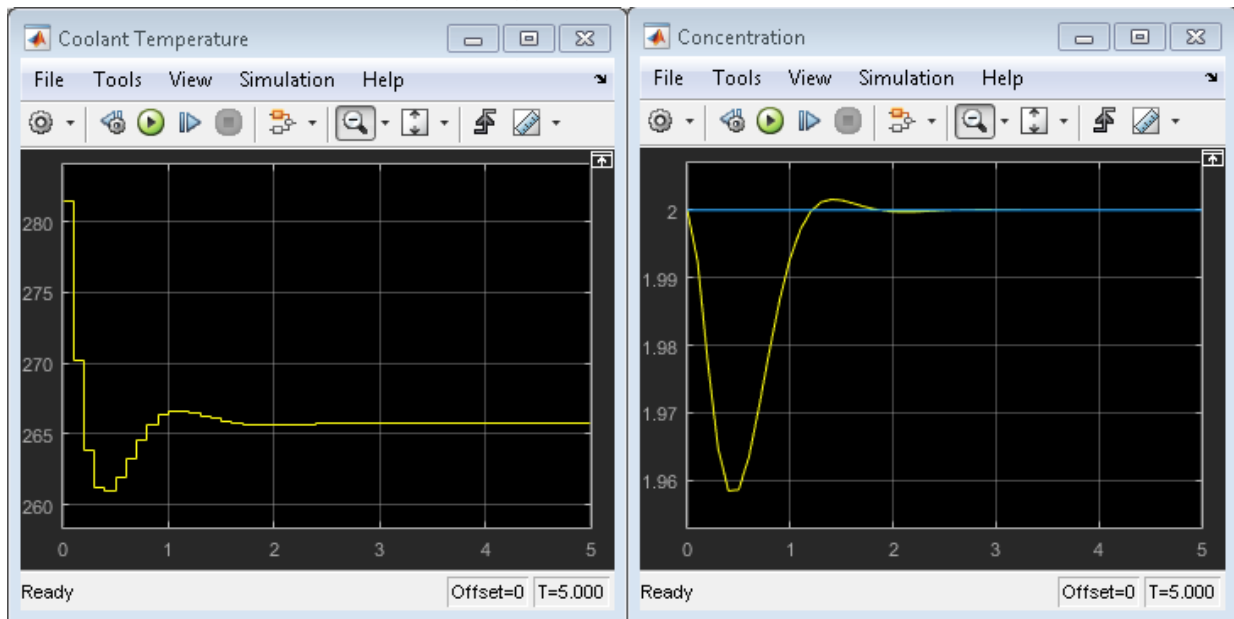 Coolant Temperature
File Tools View Simulation Help
280
275
270
265
260
0 1 2 3 4 5
Ready Offset=0 T=5.000
Concentration
File Tools View Simulation Help
2
1.99
1.98
1.97
1.96
0 1 2 3 4 5
Ready Offset=0 T=5.000